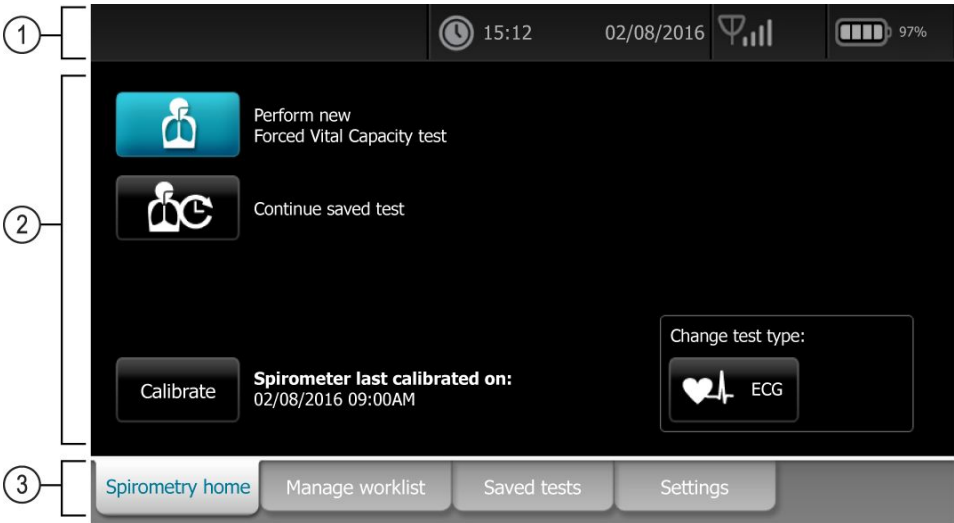 1
15:12
02/08/2016
97%
2
Perform new
Forced Vital Capacity test
Continue saved test
Change test type:
ECG
Calibrate
Spirometer last calibrated on:
02/08/2016 09:00AM
3
Spirometry home
Manage worklist
Saved tests
Settings